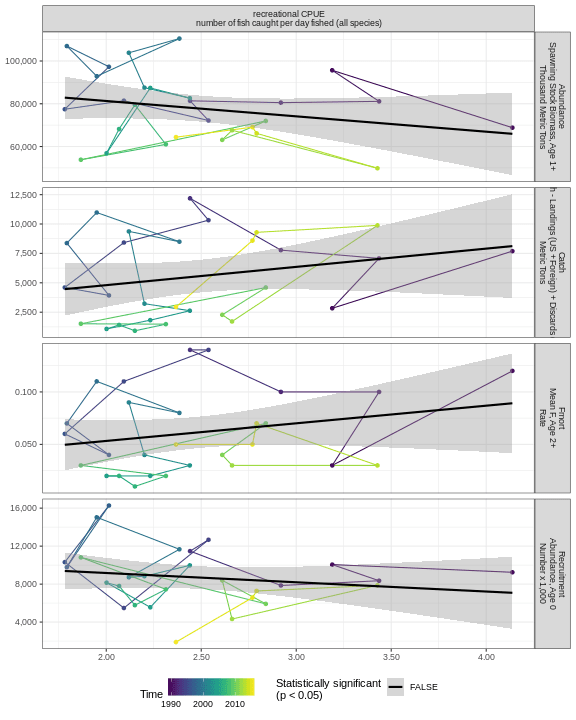 recreational CPUE
number of fish caught per day fished (all species)
100,000
80,000
60,000
Abundance
Spawning Stock Biomass, Age 1+
Thousand Metric Tons
12,500
10,000
7,500
5,000
2,500
Catch
h - Landings (US +Foreign) + Discards
Metric Tons
0.100
0.050
Fmort
Mean F, Age 2+
Rate
16,000
12,000
8,000
4,000
Recruitment
Abundance, Age 0
Number x 1,000
2.00 2.50 3.00 3.50 4.00
Time
1990 2000 2010
Statistically significant
(p < 0.05)
FALSE